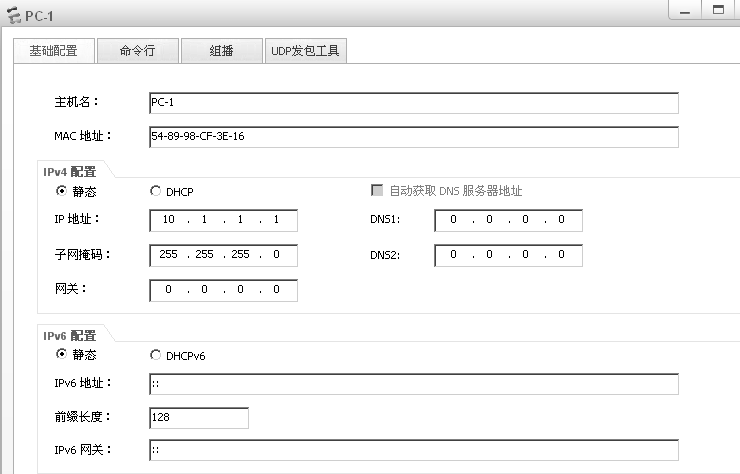 PC-1
基础配置 命令行 组播 UDP发包工具
主机名： PC-1
MAC 地址： 54-89-98-CF-3E-16
IPv4 配置
静态 DHCP 自动获取 DNS 服务器地址
IP 地址： 10 . 1 . 1 . 1 DNS1: 0 . 0 . 0 . 0
子网掩码： 255 . 255 . 255 . 0 DNS2: 0 . 0 . 0 . 0
网关： 0 . 0 . 0 . 0
IPv6 配置
静态 DHCPv6
IPv6 地址： ::
前缀长度： 128
IPv6 网关： ::